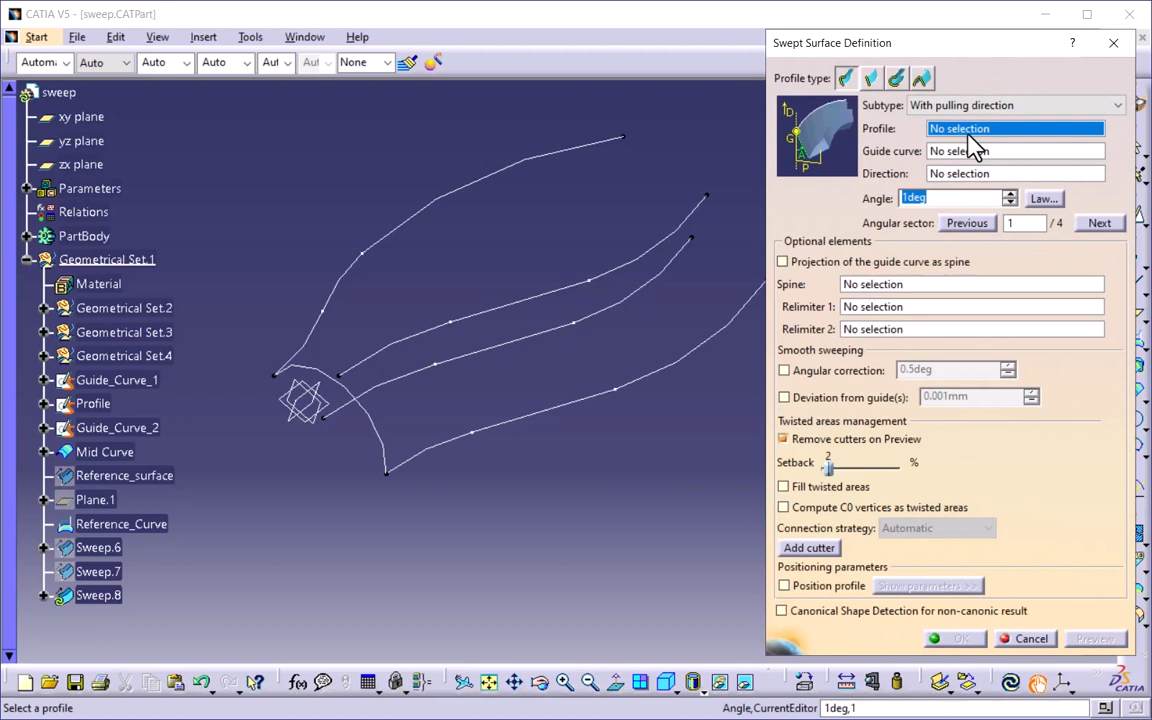 CATIA V5 - [sweep.CATPart]
Start File Edit View Insert Tools Window Help
Autom Auto Auto Auto Aut Aut None
sweep
xy plane
yz plane
zx plane
Parameters
Relations
PartBody
Geometrical Set.1
Material
Geometrical Set.2
Geometrical Set.3
Geometrical Set.4
Guide_Curve_1
Profile
Guide_Curve_2
Mid Curve
Reference_surface
Plane.1
Reference_Curve
Sweep.6
Sweep.7
Sweep.8
Swept Surface Definition ?
Profile type:
D
G
A
P
Subtype: With pulling direction
Profile: No selection
Guide curve: No selection
Direction: No selection
Angle: 1deg Law...
Angular sector: Previous 1 / 4 Next
Optional elements
Projection of the guide curve as spine
Spine: No selection
Relimiter 1: No selection
Relimiter 2: No selection
Smooth sweeping
Angular correction: 0.5deg
Deviation from guide(s): 0.001mm
Twisted areas management
Remove cutters on Preview
Setback 2 %
Fill twisted areas
Compute C0 vertices as twisted areas
Connection strategy: Automatic
Add cutter
Positioning parameters
Position profile Show parameters >>
Canonical Shape Detection for non-canonic result
OK Cancel Preview
Select a profile Angle,CurrentEditor 1deg,1